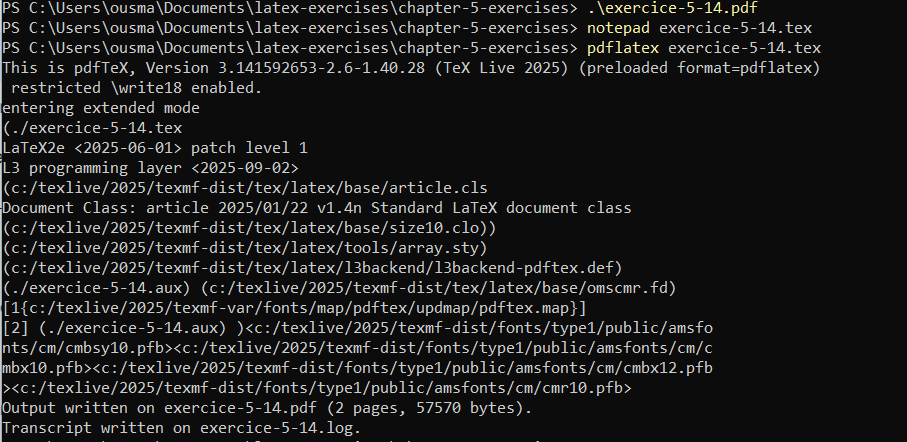 PS C:\Users\ousma\Documents\latex-exercises\chapter-5-exercises> .\exercice-5-14.pdf
PS C:\Users\ousma\Documents\latex-exercises\chapter-5-exercises> notepad exercice-5-14.tex
PS C:\Users\ousma\Documents\latex-exercises\chapter-5-exercises> pdflatex exercice-5-14.tex
This is pdfTeX, Version 3.141592653-2.6-1.40.28 (TeX Live 2025) (preloaded format=pdflatex)
 restricted \write18 enabled.
entering extended mode
(./exercice-5-14.tex
LaTeX2e <2025-06-01> patch level 1
L3 programming layer <2025-09-02>
(c:/texlive/2025/texmf-dist/tex/latex/base/article.cls
Document Class: article 2025/01/22 v1.4n Standard LaTeX document class
(c:/texlive/2025/texmf-dist/tex/latex/base/size10.clo))
(c:/texlive/2025/texmf-dist/tex/latex/tools/array.sty)
(c:/texlive/2025/texmf-dist/tex/latex/l3backend/l3backend-pdftex.def)
(./exercice-5-14.aux) (c:/texlive/2025/texmf-dist/tex/latex/base/omscmr.fd)
[1{c:/texlive/2025/texmf-var/fonts/map/pdftex/updmap/pdftex.map}]
[2] (./exercice-5-14.aux) )<c:/texlive/2025/texmf-dist/fonts/type1/public/amsfo
nts/cm/cmbsy10.pfb><c:/texlive/2025/texmf-dist/fonts/type1/public/amsfonts/cm/c
mbx10.pfb><c:/texlive/2025/texmf-dist/fonts/type1/public/amsfonts/cm/cmbx12.pfb
><c:/texlive/2025/texmf-dist/fonts/type1/public/amsfonts/cm/cmr10.pfb>
Output written on exercice-5-14.pdf (2 pages, 57570 bytes).
Transcript written on exercice-5-14.log.